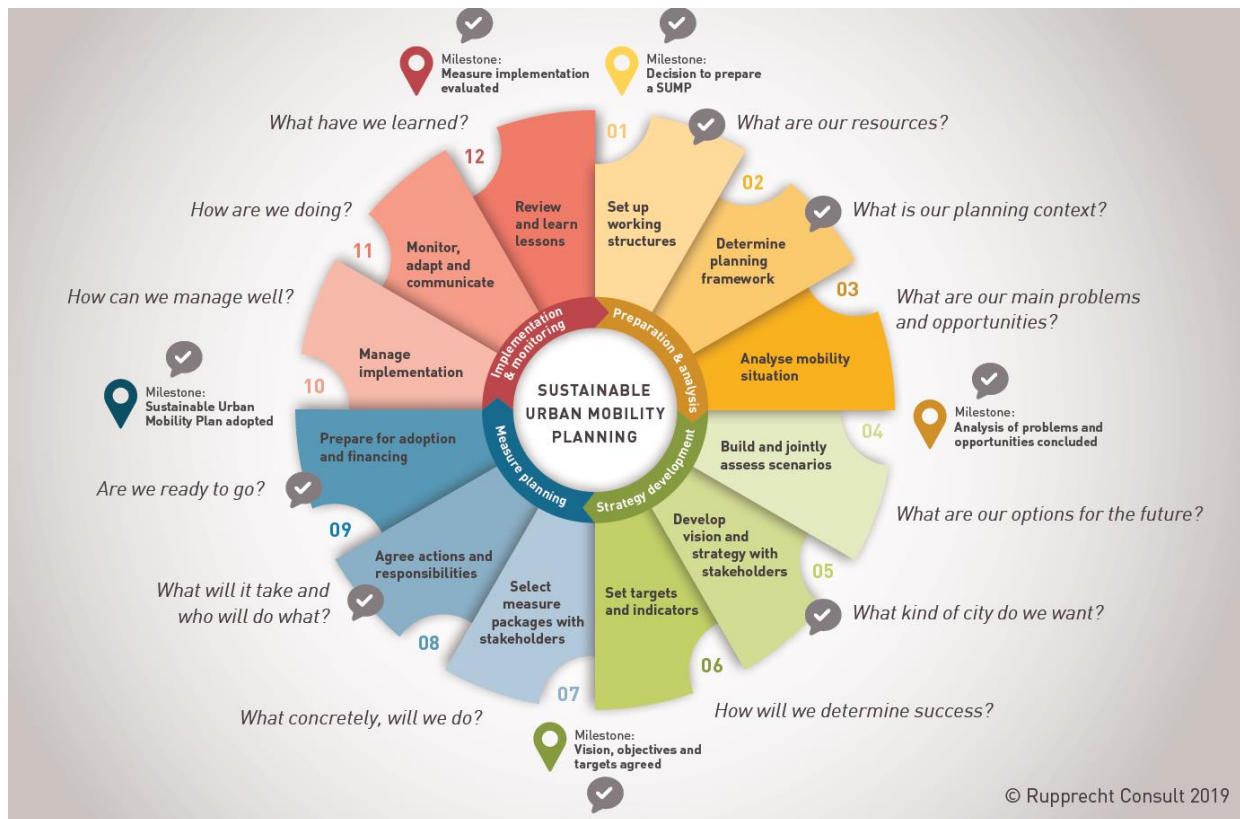 Milestone:
Measure implementation
evaluated
Milestone:
Decision to prepare
a SUMP
What have we learned?
12
Review
and learn
lessons
01
Set up
working
structures
What are our resources?
02
Determine
planning
framework
What is our planning context?
03
Analyse mobility
situation
What are our main problems
and opportunities?
Milestone:
Analysis of problems and
opportunities concluded
04
Build and jointly
assess scenarios
What are our options for the future?
05
Develop
vision and
strategy with
stakeholders
What kind of city do we want?
06
Set targets
and indicators
How will we determine success?
Milestone:
Vision, objectives and
targets agreed
07
Select
measure
packages with
stakeholders
What concretely, will we do?
08
Agree actions and
responsibilities
What will it take and
who will do what?
09
Prepare for adoption
and financing
Are we ready to go?
Milestone:
Sustainable Urban
Mobility Plan adopted
10
Manage
implementation
How can we manage well?
11
Monitor,
adapt and
communicate
How are we doing?
Implementation
& monitoring
Preparation & analysis
Strategy development
Measure planning
SUSTAINABLE
URBAN MOBILITY
PLANNING
© Rupprecht Consult 2019